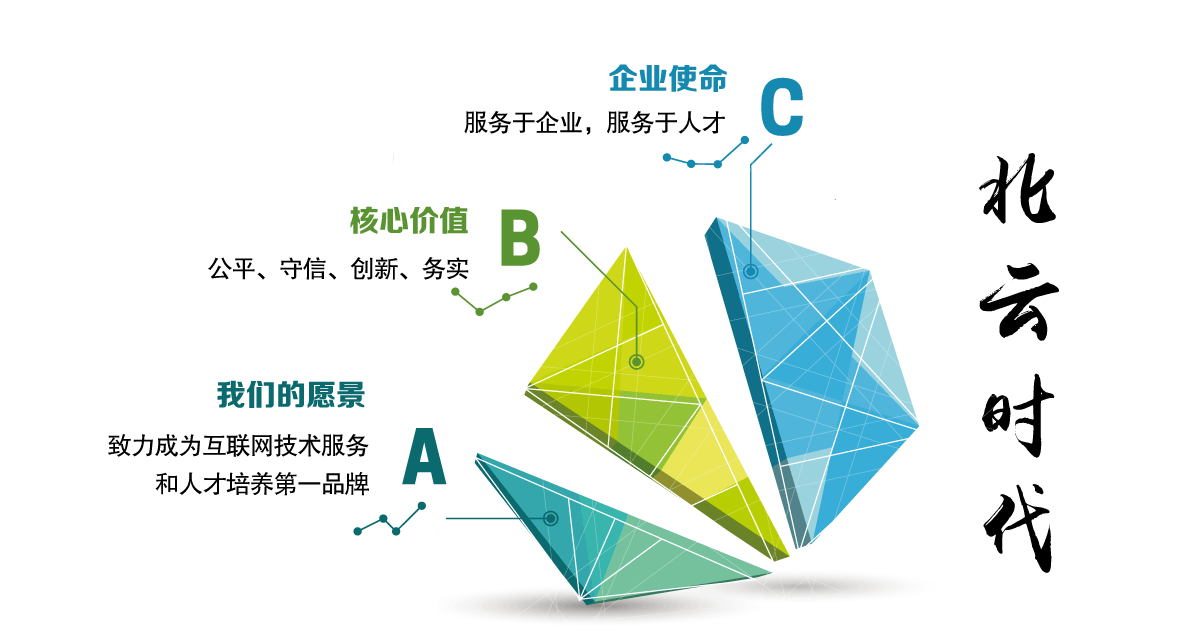 企业使命
C
服务于企业，服务于人才
核心价值
B
公平、守信、创新、务实
我们的愿景
A
致力成为互联网技术服务
和人才培养第一品牌
北云时代